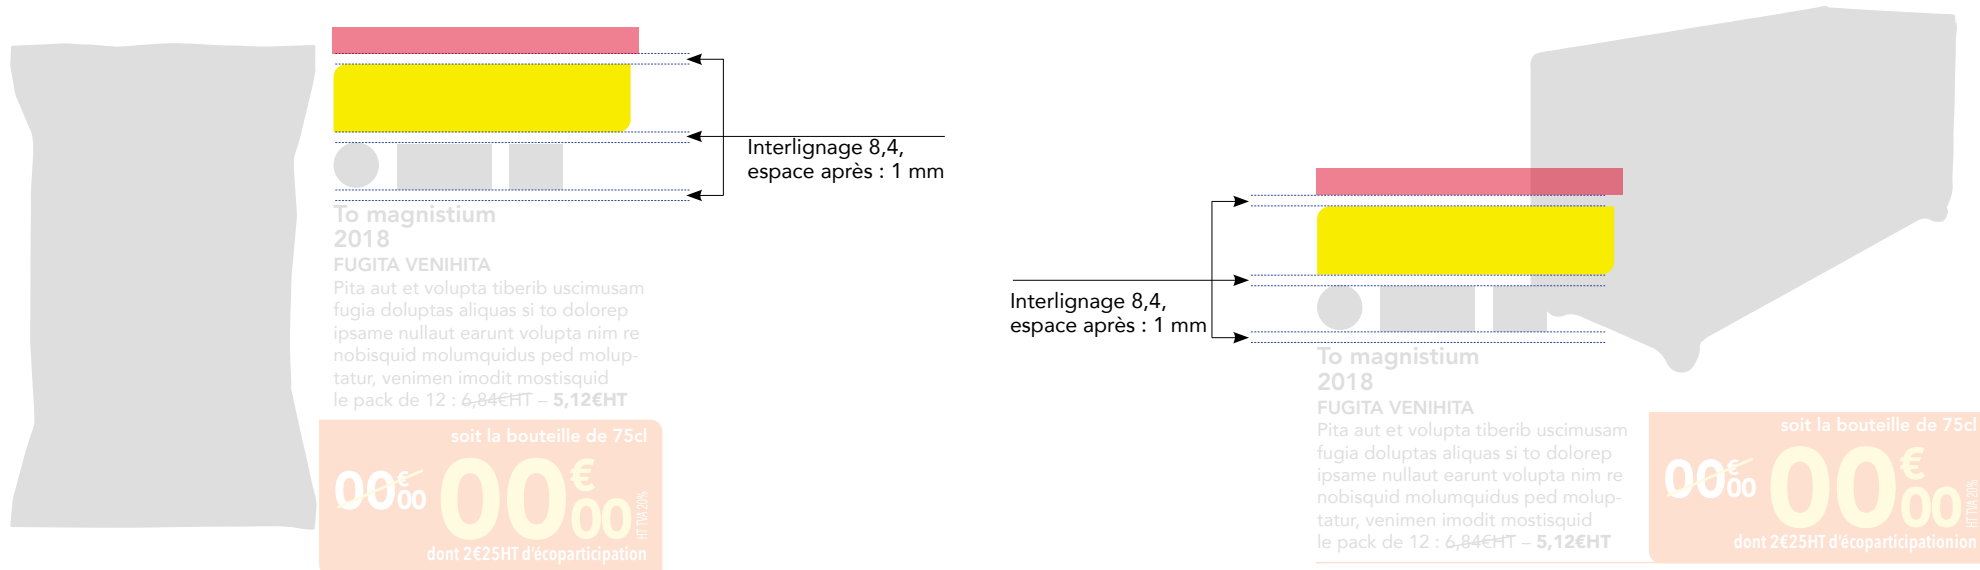 Interlignage 8,4,
espace après : 1 mm
To magnistium
2018
FUGITA VENIHITA
Pita aut et volupta tiberib uscimusam
fugia doluptas aliquas si to dolorep
ipsame nullaut earunt volupta nim re
nobisquid molumquidus ped molup-
tatur, venimen imodit mostisquid
le pack de 12 : 6,84€HT – 5,12€HT
soit la bouteille de 75cl
00€00
00€00
HT TVA 20%
dont 2€25HT d'écoparticipation
Interlignage 8,4,
espace après : 1 mm
To magnistium
2018
FUGITA VENIHITA
Pita aut et volupta tiberib uscimusam
fugia doluptas aliquas si to dolorep
ipsame nullaut earunt volupta nim re
nobisquid molumquidus ped molup-
tatur, venimen imodit mostisquid
le pack de 12 : 6,84€HT – 5,12€HT
soit la bouteille de 75cl
00€00
00€00
HT TVA 20%
dont 2€25HT d'écoparticipationion